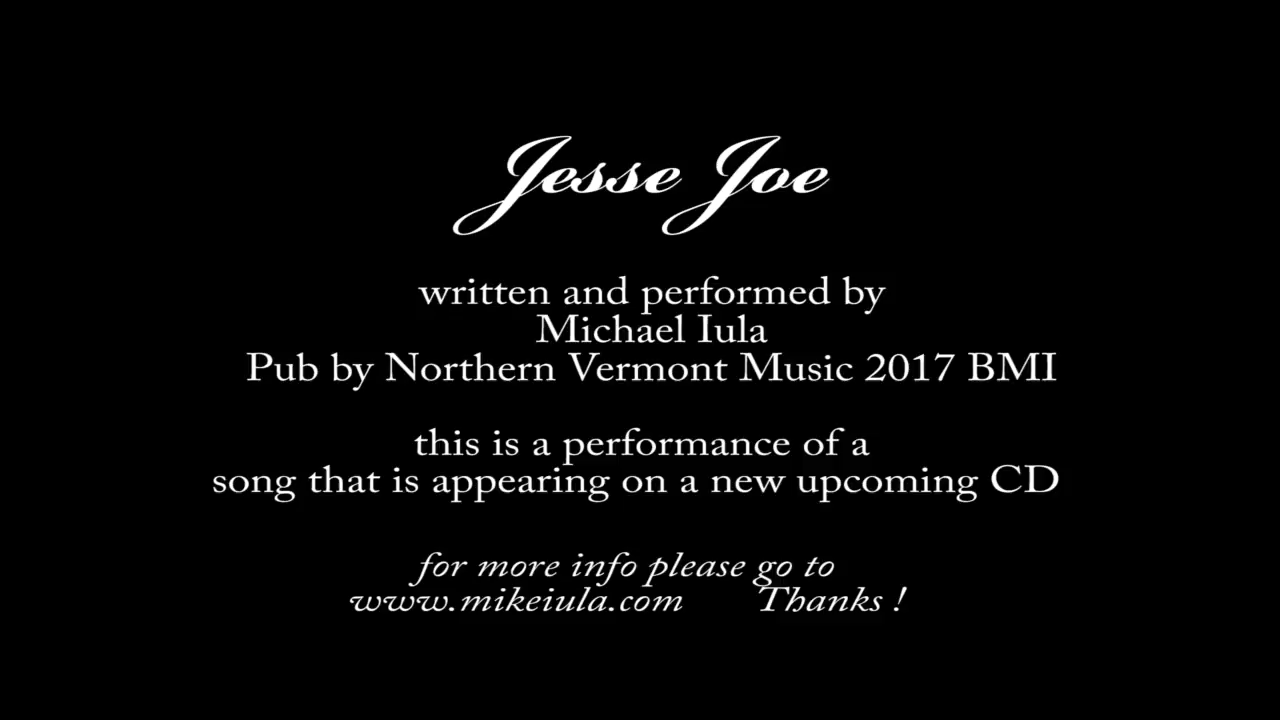 Jesse Joe
written and performed by
Michael Iula
Pub by Northern Vermont Music 2017 BMI
this is a performance of a
song that is appearing on a new upcoming CD
for more info please go to
www.mikeiula.com Thanks !